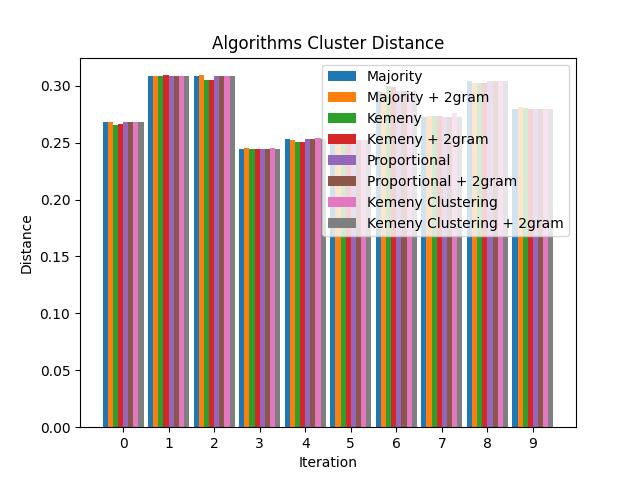 Algorithms Cluster Distance
Majority
Majority + 2gram
Kemeny
Kemeny + 2gram
Proportional
Proportional + 2gram
Kemeny Clustering
Kemeny Clustering + 2gram
Distance
0.30
0.25
0.20
0.15
0.10
0.05
0.00
0 1 2 3 4 5 6 7 8 9
Iteration